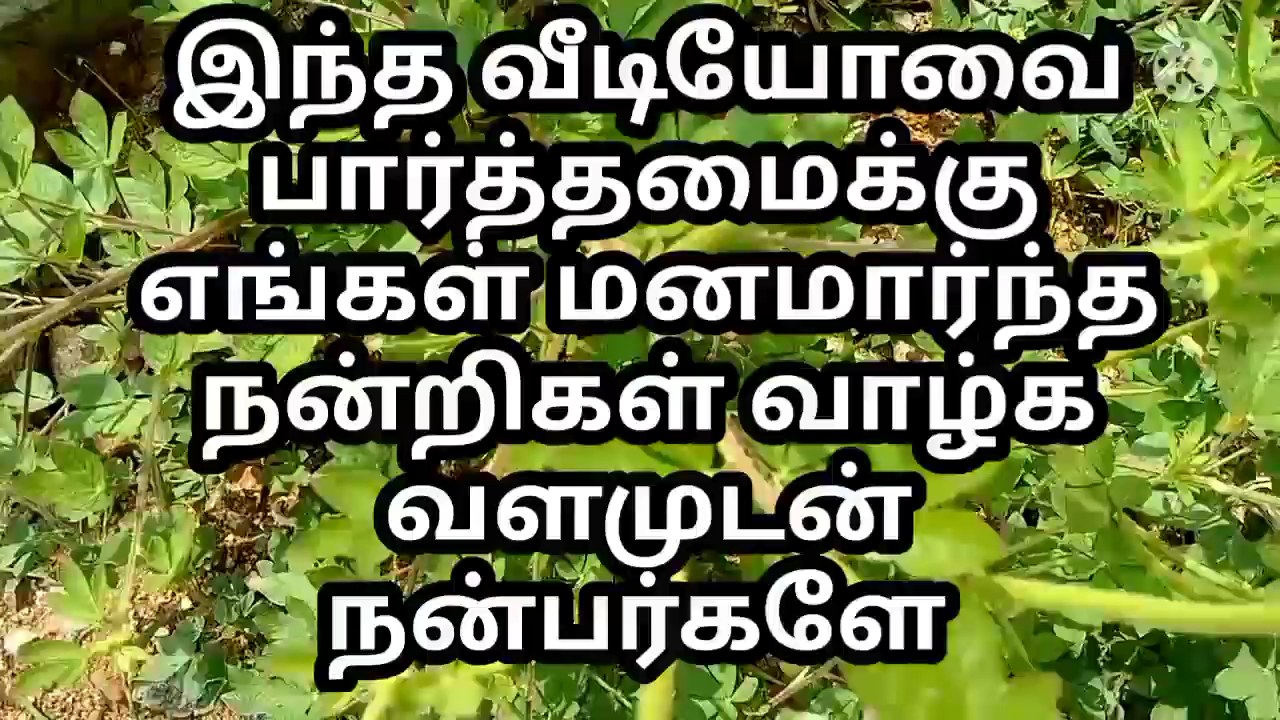 இந்த வீடியோவை
பார்த்தமைக்கு
எங்கள் மனமார்ந்த
நன்றிகள் வாழ்க
வளமுடன்
நன்பர்களே